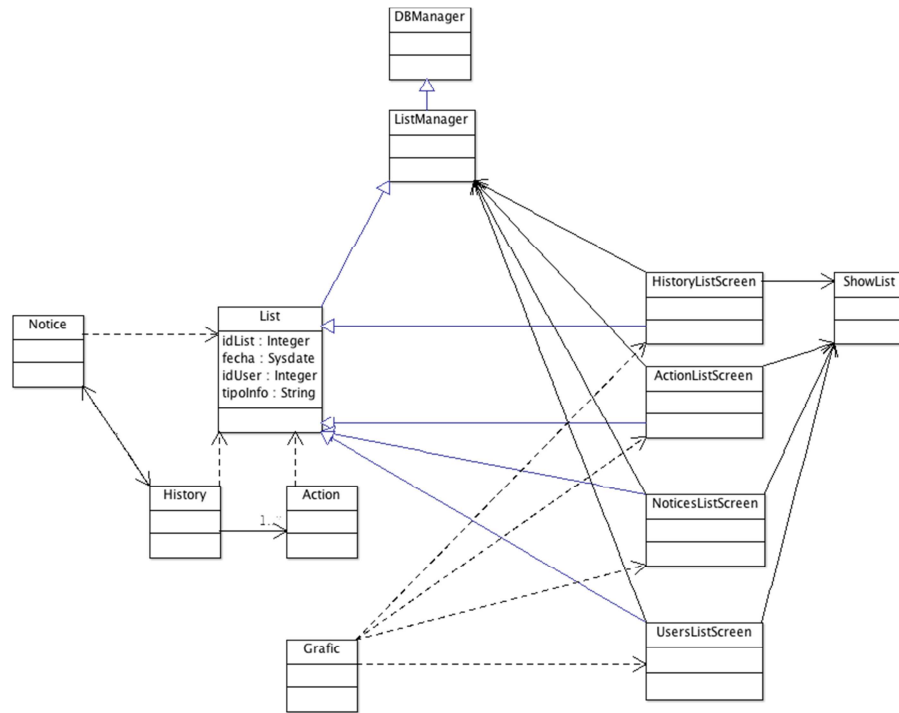 DBManager
ListManager
HistoryListScreen
ShowList
List
idList : Integer
fecha : Sysdate
idUser : Integer
tipoInfo : String
Notice
ActionListScreen
History
Action
NoticesListScreen
UsersListScreen
Grafic